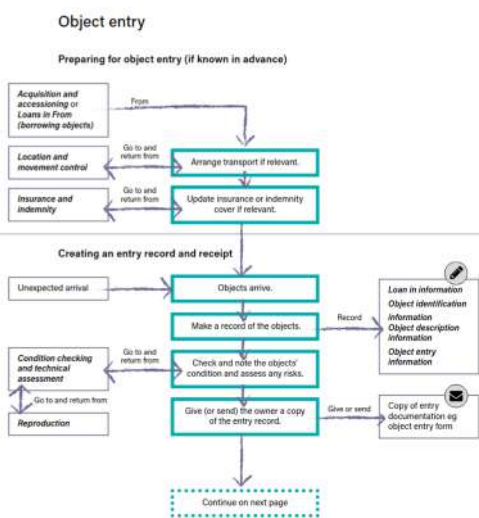 Object entry
Preparing for object entry (if known in advance)
Acquisition and
accessioning or
Loans in From
(borrowing objects)
From
Location and
movement control
Go to and
return from
Arrange transport if relevant.
Insurance and
indemnity
Go to and
return from
Update insurance or indemnity
cover if relevant.
Creating an entry record and receipt
Unexpected arrival
Objects arrive.
Make a record of the objects.
Record
Loan in information
Object identification
information
Object description
information
Object entry
information
Condition checking
and technical
assessment
Go to and
return from
Check and note the objects'
condition and assess any risks.
Go to and return from
Reproduction
Give (or send) the owner a copy
of the entry record.
Give or send
Copy of entry
documentation eg
object entry form
Continue on next page